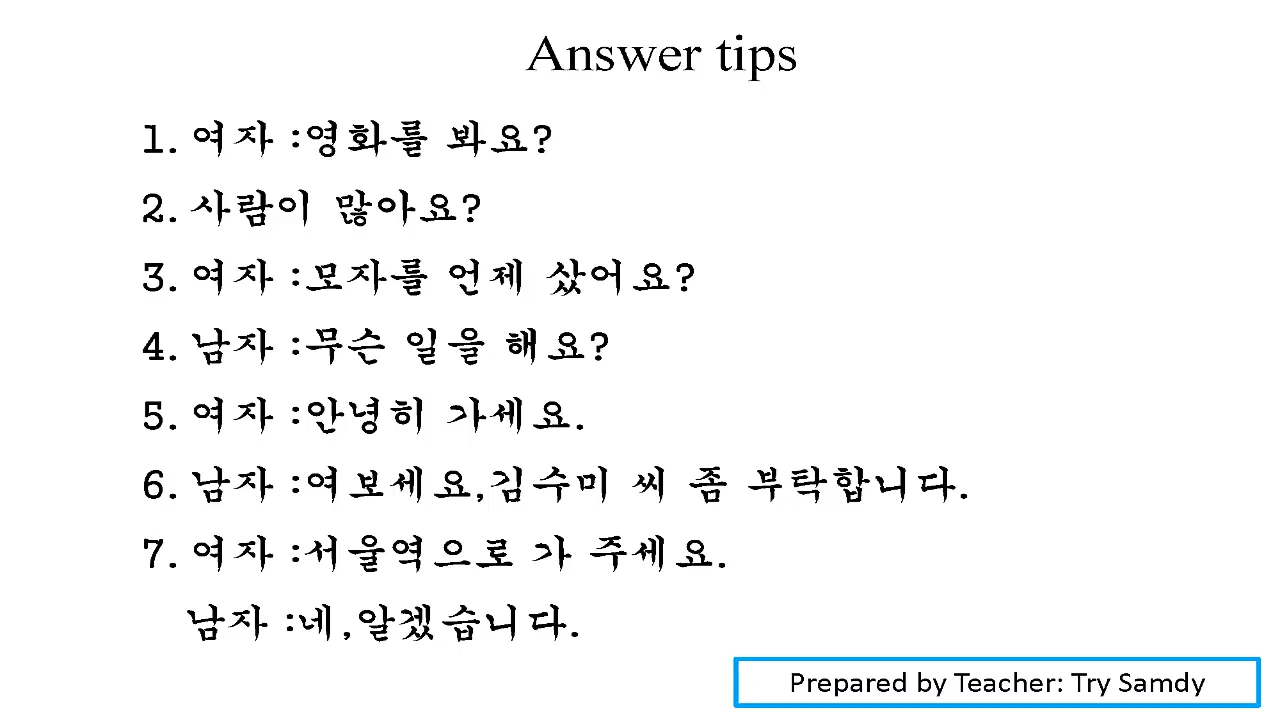 Answer tips
1. 여자 :영화를 봐요?
2. 사람이 많아요?
3. 여자 :모자를 언제 샀어요?
4. 남자 :무슨 일을 해요?
5. 여자 :안녕히 가세요.
6. 남자 :여보세요,김수미 씨 좀 부탁합니다.
7. 여자 :서울역으로 가 주세요.
남자 :네,알겠습니다.
Prepared by Teacher: Try Samdy